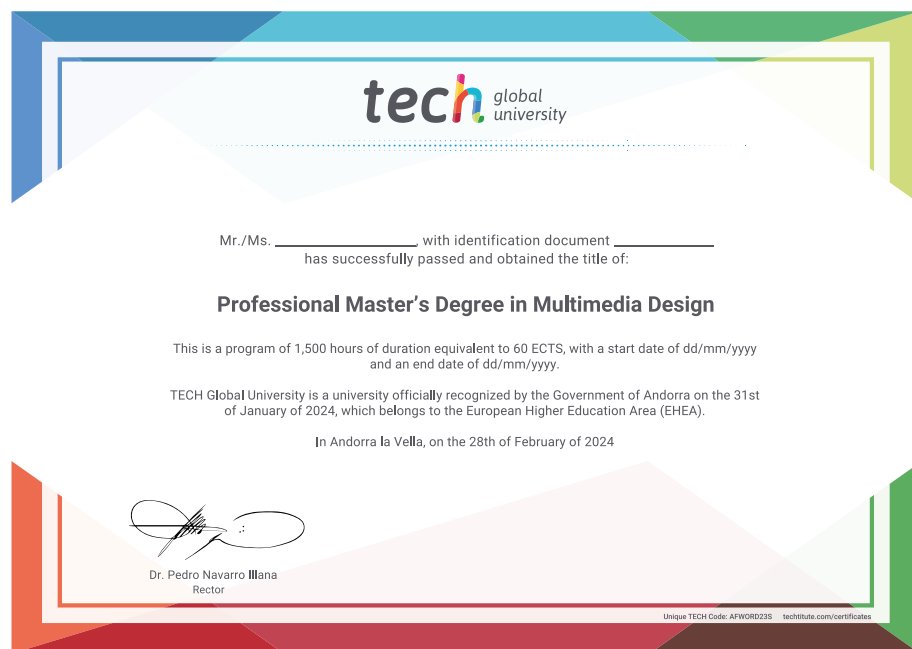 tech global
university
Mr./Ms. ____________, with identification document ____________
has successfully passed and obtained the title of:
Professional Master’s Degree in Multimedia Design
This is a program of 1,500 hours of duration equivalent to 60 ECTS, with a start date of dd/mm/yyyy
and an end date of dd/mm/yyyy.
TECH Global University is a university officially recognized by the Government of Andorra on the 31st
of January of 2024, which belongs to the European Higher Education Area (EHEA).
In Andorra la Vella, on the 28th of February of 2024
Dr. Pedro Navarro Illana
Rector
Unique TECH Code: AFWORD23S techtitute.com/certificates